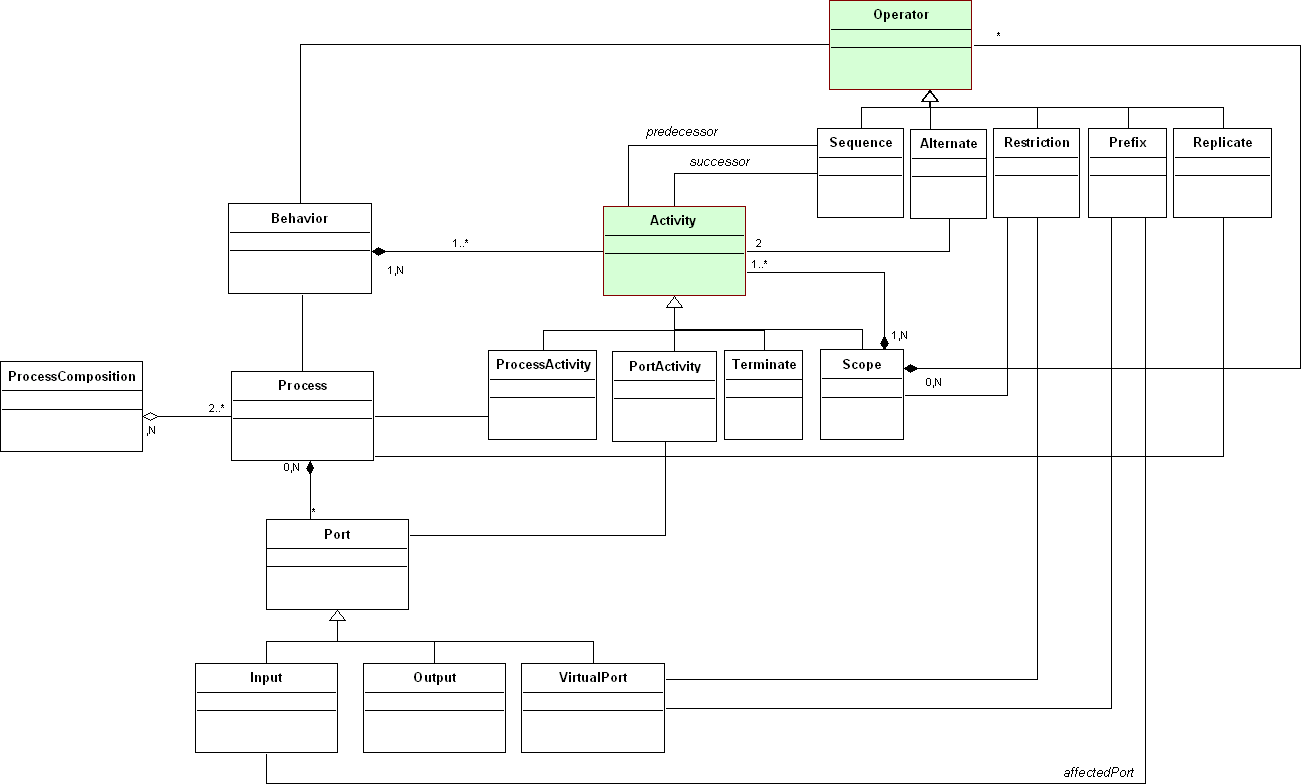 Operator
*
predecessor
Sequence
Alternate
Restriction
Prefix
Replicate
successor
Behavior
Activity
1..*
2
1,N
1..*
1,N
ProcessComposition
Process
ProcessActivity
PortActivity
Terminate
Scope
0,N
2..*
,N
0,N
*
Port
Input
Output
VirtualPort
affectedPort